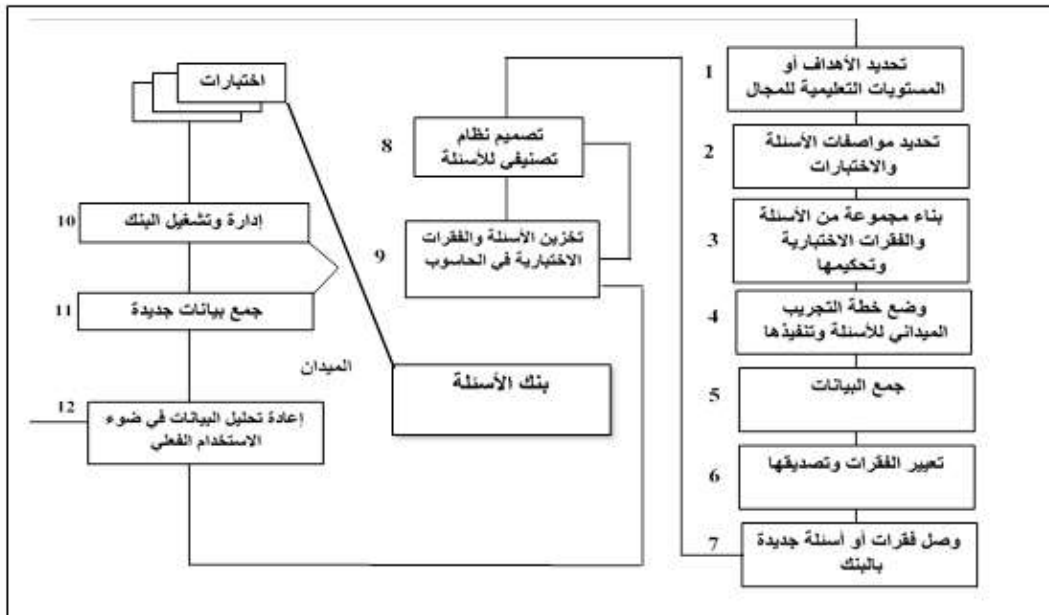 1
تحديد الأهداف أو
المستويات التعليمية للمجال
2
تحديد مواصفات الأسئلة
والاختبارات
3
بناء مجموعة من الأسئلة
والفقرات الاختبارية
وتحكيمها
4
وضع خطة التجريب
الميداني للأسئلة وتنفيذها
5
جمع البيانات
6
تعيير الفقرات وتصديقها
7
وصل فقرات أو أسئلة جديدة
بالبنك
8
تصميم نظام
تصنيفي للأسئلة
9
تخزين الأسئلة والفقرات
الاختبارية في الحاسوب
بنك الأسئلة
اختبارات
10
إدارة وتشغيل البنك
11
جمع بيانات جديدة
الميدان
12
إعادة تحليل البيانات في ضوء
الاستخدام الفعلي